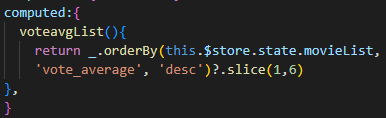 computed:{
voteavgList(){
return _.orderBy(this.$store.state.movieList,
'vote_average', 'desc')?.slice(1,6)
},
}